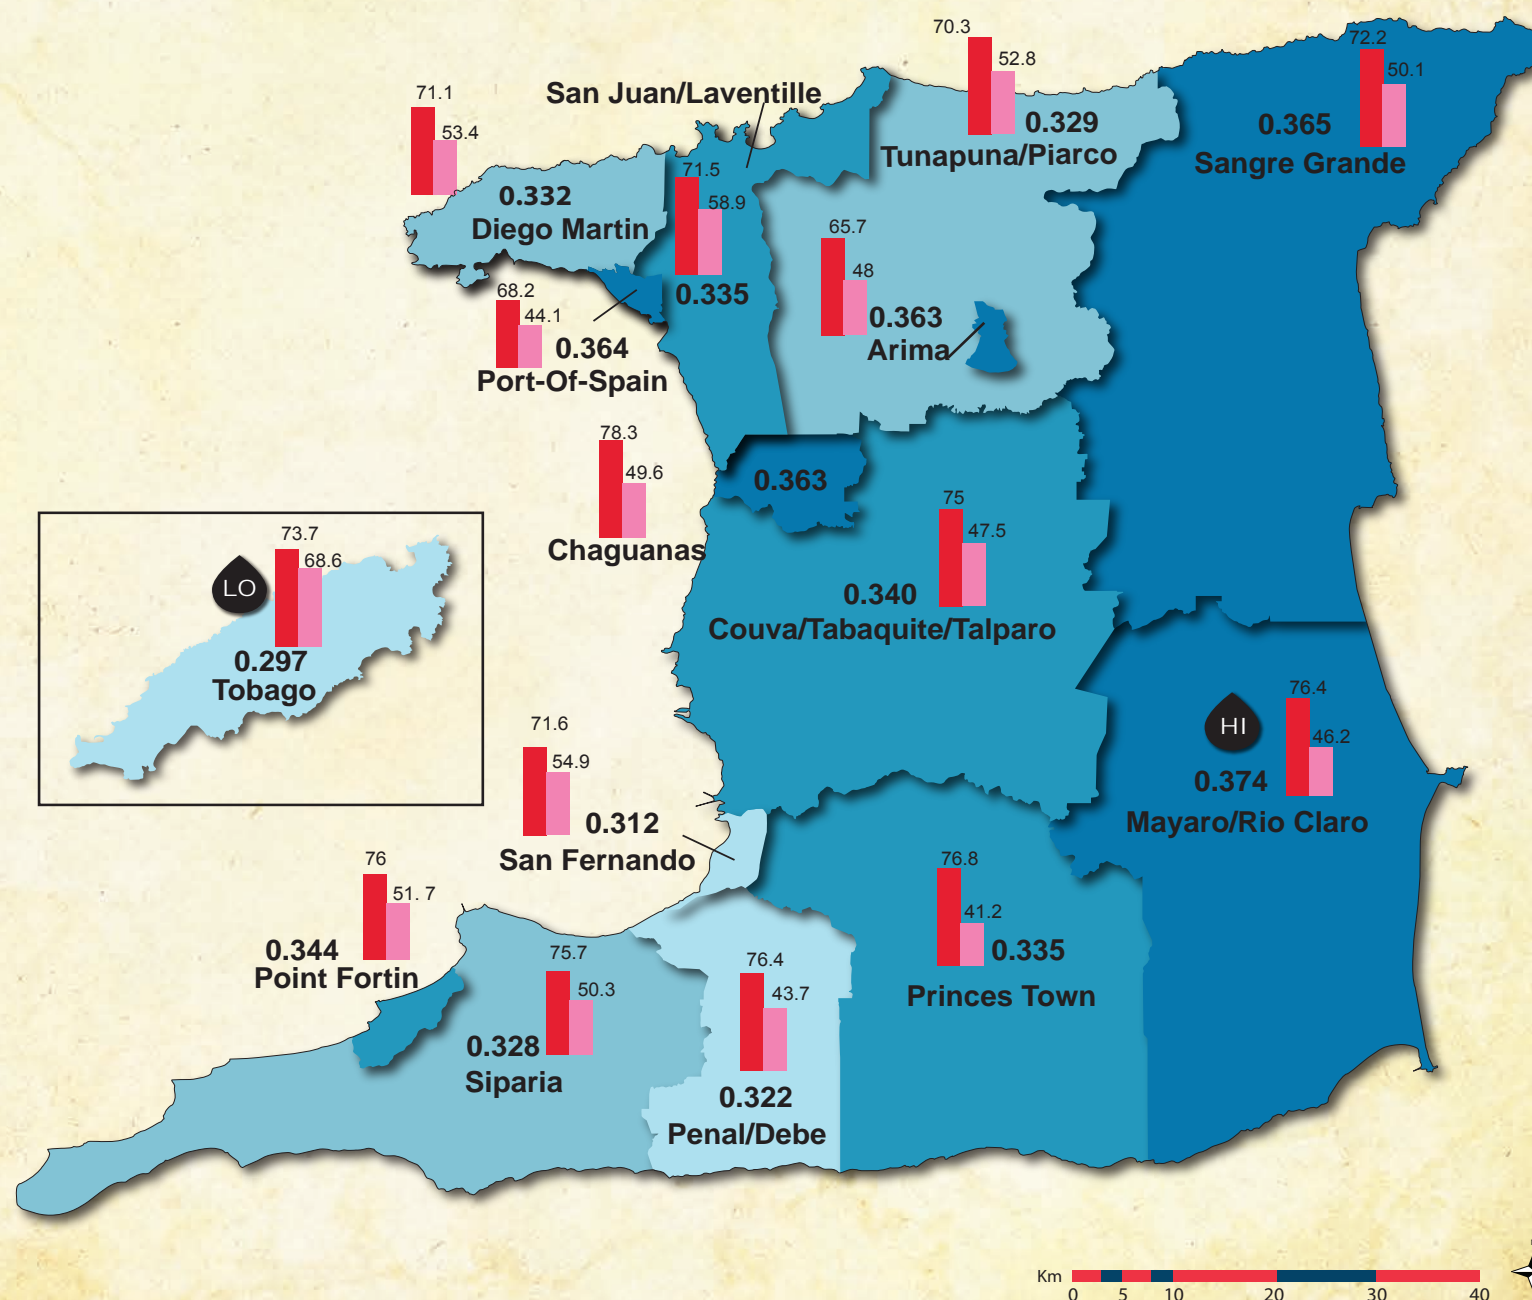 70.3
52.8
0.329
Tunapuna/Piarco
72.2
50.1
0.365
Sangre Grande
San Juan/Laventille
71.5
58.9
0.335
71.1
53.4
0.332
Diego Martin
65.7
48
0.363
Arima
68.2
44.1
0.364
Port-Of-Spain
78.3
49.6
Chaguanas
0.363
75
47.5
0.340
Couva/Tabaquite/Talparo
73.7
68.6
LO
0.297
Tobago
76.4
46.2
HI
0.374
Mayaro/Rio Claro
71.6
54.9
0.312
San Fernando
76
51. 7
0.344
Point Fortin
75.7
50.3
0.328
Siparia
76.4
43.7
0.322
Penal/Debe
76.8
41.2
0.335
Princes Town
Km
0 5 10 20 30 40